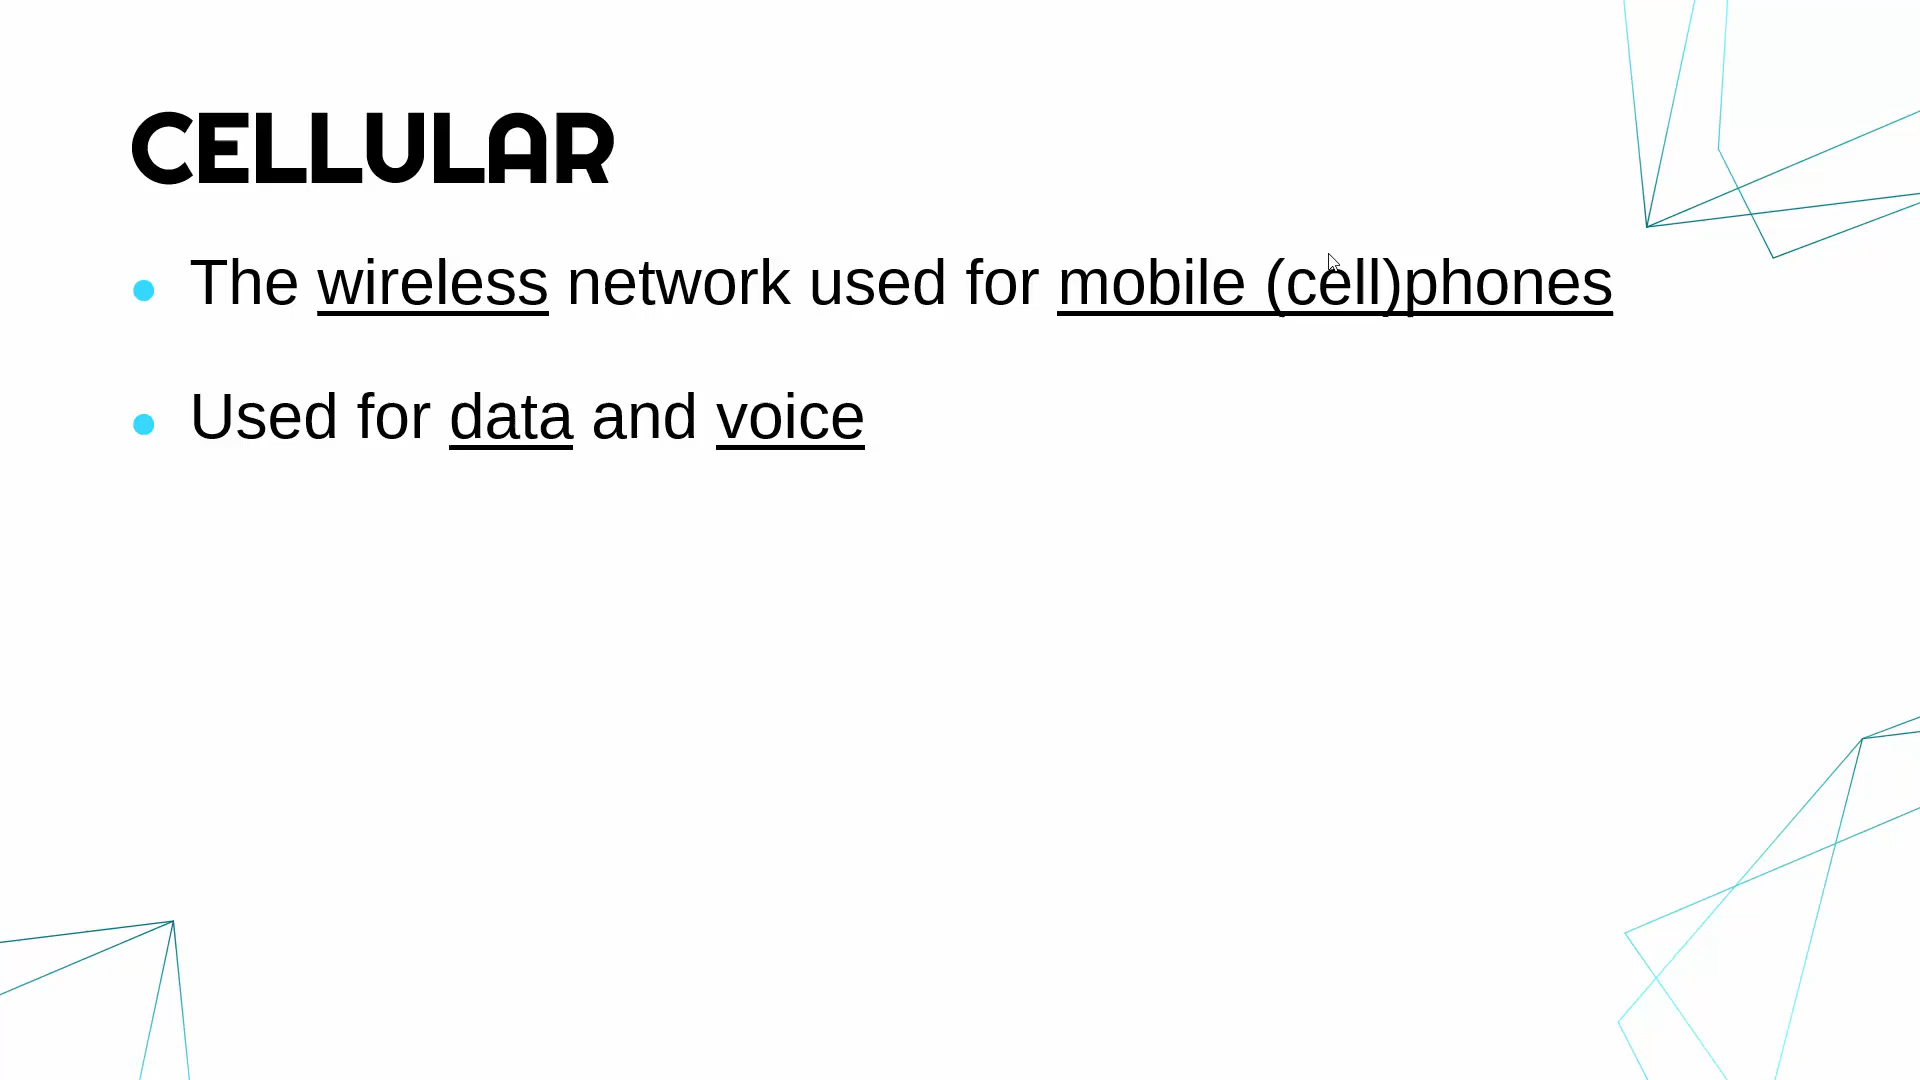 CELLULAR
The wireless network used for mobile (cell)phones
Used for data and voice